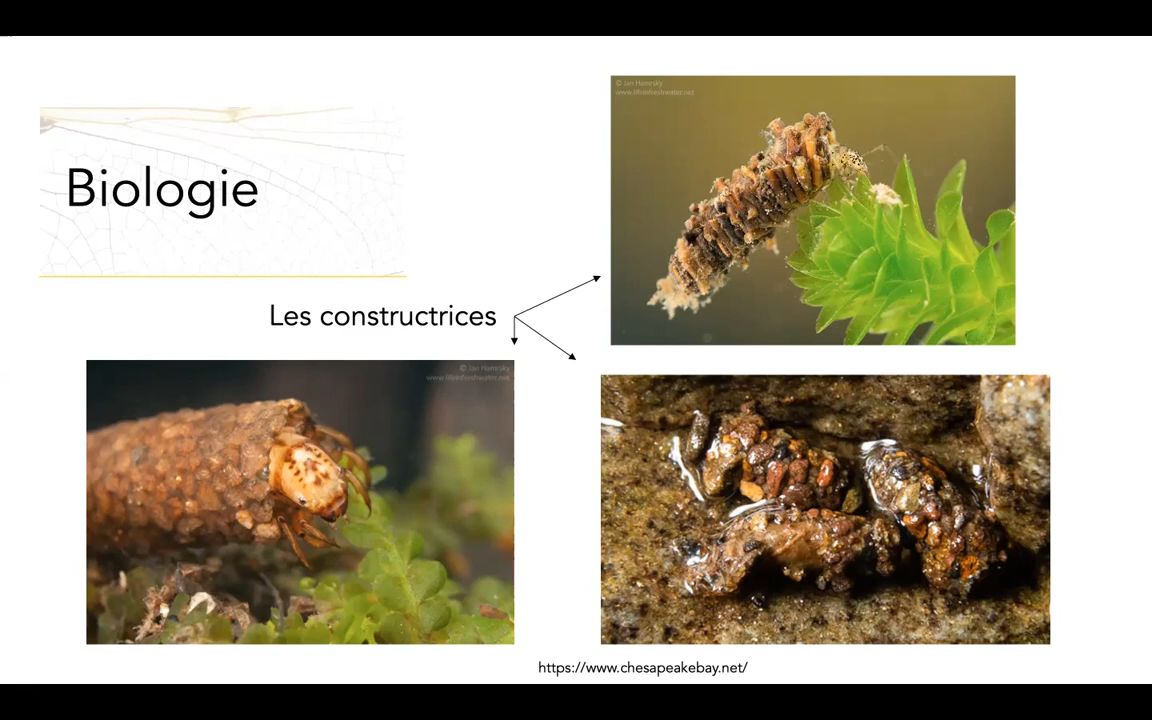 © Jan Hamrsky
www.lifeinfreshwater.net
Biologie
Les constructrices
© Jan Hamrsky
www.lifeinfreshwater.net
https://www.chesapeakebay.net/